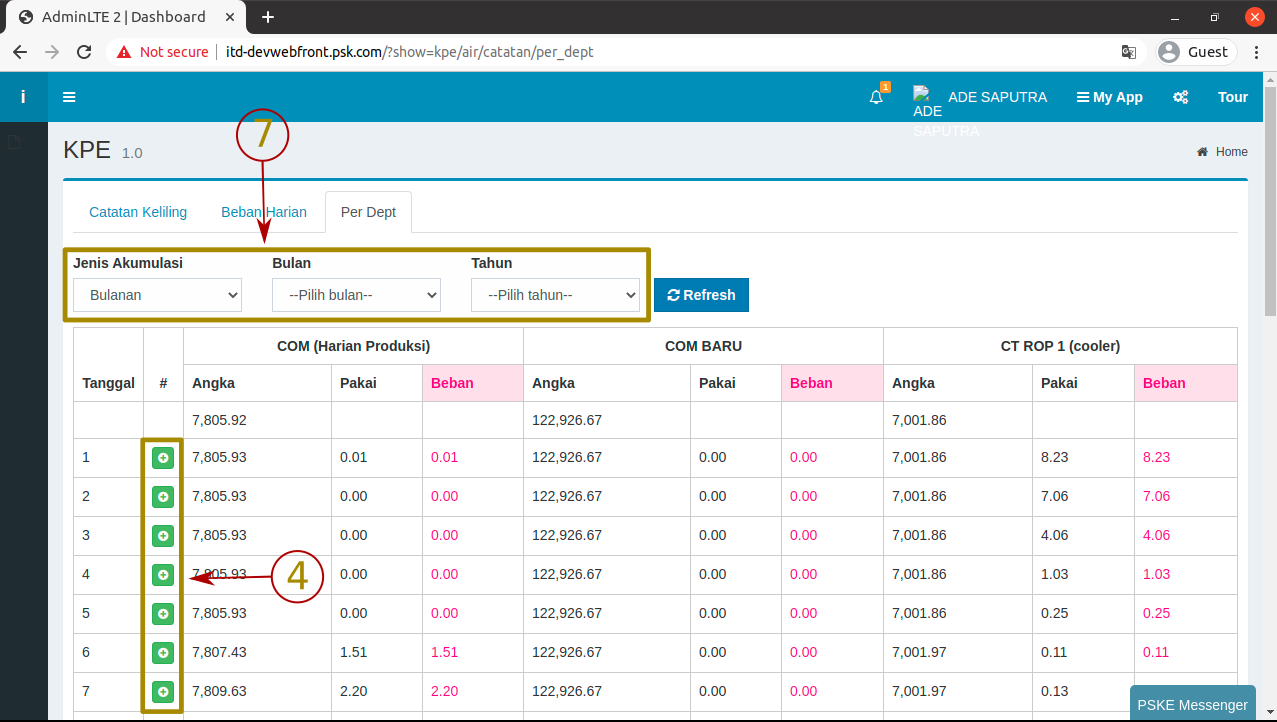 AdminLTE 2 | Dashboard
Not secure itd-devwebfront.psk.com/?show=kpe/air/catatan/per_dept Guest
i 1 ADE SAPUTRA ADE SAPUTRA My App Tour
KPE 1.0 7 Home
Catatan Keliling Beban Harian Per Dept
Jenis Akumulasi Bulan Tahun
Bulanan --Pilih bulan-- --Pilih tahun-- Refresh
COM (Harian Produksi) COM BARU CT ROP 1 (cooler)
Tanggal # Angka Pakai Beban Angka Pakai Beban Angka Pakai Beban
7,805.92 122,926.67 7,001.86
1 7,805.93 0.01 0.01 122,926.67 0.00 0.00 7,001.86 8.23 8.23
2 7,805.93 0.00 0.00 122,926.67 0.00 0.00 7,001.86 7.06 7.06
3 7,805.93 0.00 0.00 122,926.67 0.00 0.00 7,001.86 4.06 4.06
4 7,805.93 4 0.00 0.00 122,926.67 0.00 0.00 7,001.86 1.03 1.03
5 7,805.93 0.00 0.00 122,926.67 0.00 0.00 7,001.86 0.25 0.25
6 7,807.43 1.51 1.51 122,926.67 0.00 0.00 7,001.97 0.11 0.11
7 7,809.63 2.20 2.20 122,926.67 0.00 0.00 7,001.97 0.13
PSKE Messenger